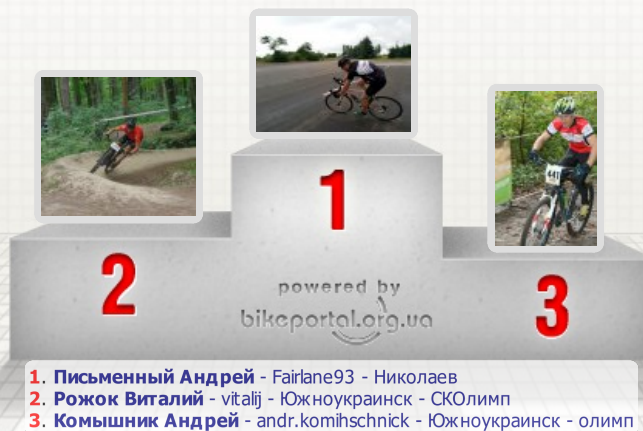 1
2
3
441
powered by
bikeportal.org.ua
1. Письменный Андрей - Fairlane93 - Николаев
2. Рожок Виталий - vitalij - Южноукраинск - СКОлимп
3. Комышник Андрей - andr.komihschnick - Южноукраинск - олимп